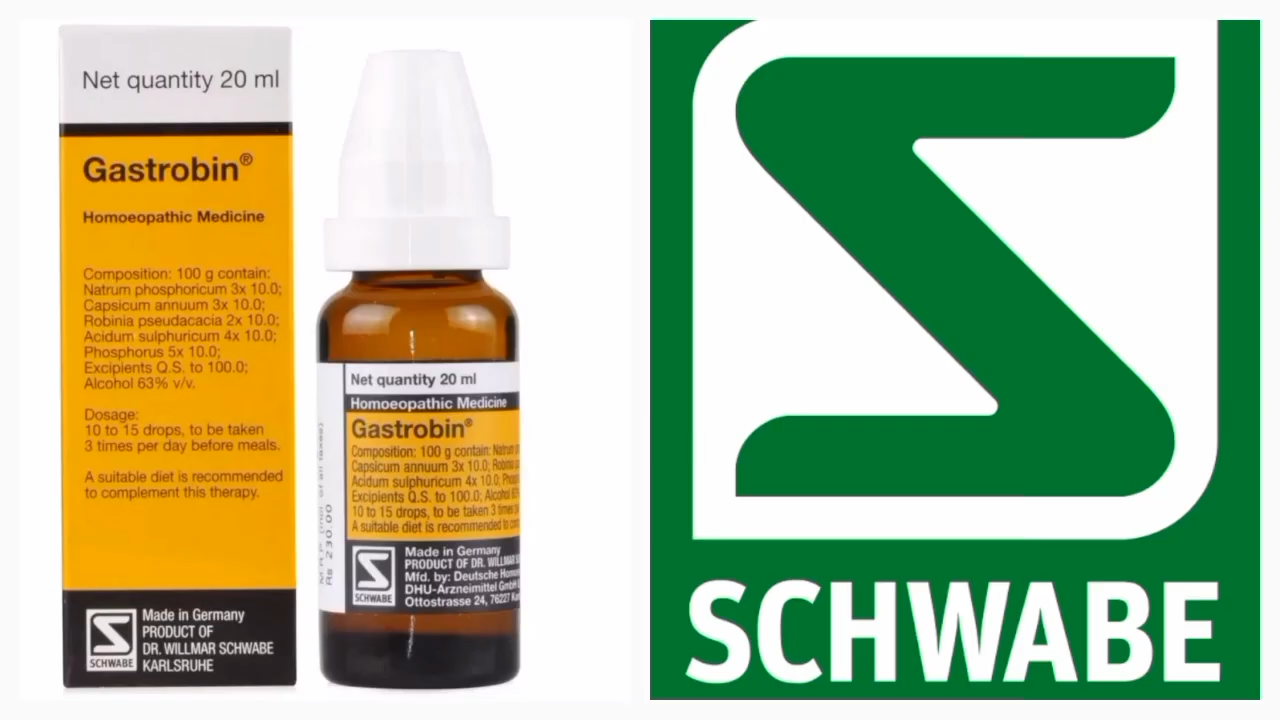 Net quantity 20 ml
Gastrobin®
Homoeopathic Medicine
Composition: 100 g contain:
Natrum phosphoricum 3x 10.0;
Capsicum annuum 3x 10.0;
Robinia pseudacacia 2x 10.0;
Acidum sulphuricum 4x 10.0;
Phosphorus 5x 10.0;
Excipients Q.S. to 100.0;
Alcohol 63% v/v.
Dosage:
10 to 15 drops, to be taken
3 times per day before meals.
A suitable diet is recommended
to complement this therapy.
SCHWABE
Made in Germany
PRODUCT OF
DR. WILLMAR SCHWABE
KARLSRUHE
Net quantity 20 ml
Homoeopathic Medicine
Gastrobin®
Composition: 100 g contain: Natrum
Capsicum annuum 3x 10.0;
Acidum sulphuricum 4x 10.0;
Excipients Q.S. to 100.0; Alcohol
10 to 15 drops, to be taken 3 times
A suitable diet is recommended to
SCHWABE
Made in Germany
PRODUCT OF DR. WILLMAR
Mfd. by: Deutsche
DHU-Arzneimittel GmbH
Ottostrasse 24, 76227
Rs 230.00
SCHWABE